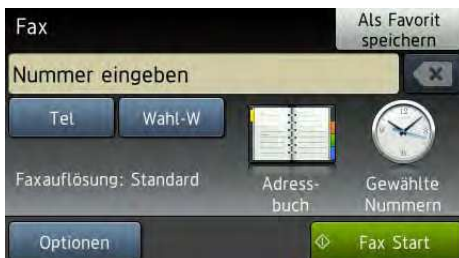 Fax
Als Favorit
speichern
Nummer eingeben
Tel
Wahl-W
Faxauflösung: Standard
Adress-
buch
Gewählte
Nummern
Optionen
Fax Start